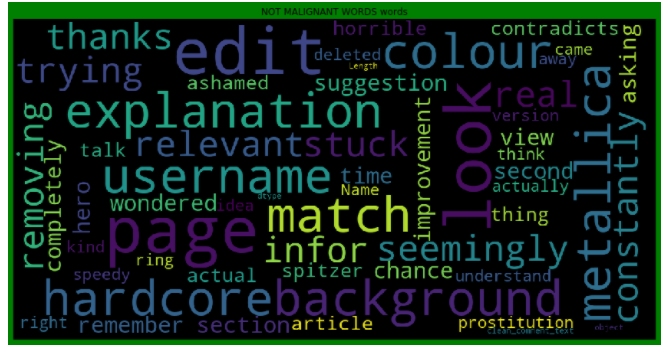 NOT MALIGNANT WORDS words
thanks
edit
horrible
contradicts
deleted
Length
colour
came
away
asking
trying
ashamed
suggestion
explanation
look
real
metallica
constantly
removing
completely
talk
relevant
stuck
improvement
version
view
think
second
actually
username
time
Name
hero
wondered
dtype
idea
match
thing
page
kind
ring
infor
seemingly
speedy
actual
spitzer
chance
understand
hardcore
background
right
remember
section
article
prostitution
clean_comment_text
object